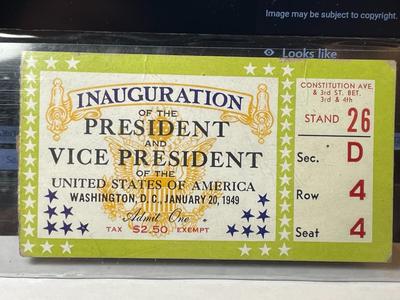 Image may be subject to copyright.
Looks like
INAUGURATION
OF THE
PRESIDENT
AND
VICE PRESIDENT
OF THE
UNITED STATES OF AMERICA
WASHINGTON, D.C. JANUARY 20, 1949
Admit One
TAX $2.50 EXEMPT
CONSTITUTION AVE.
& 3RD ST. BET.
3rd & 4th
STAND 26
Sec. D
Row 4
Seat 4